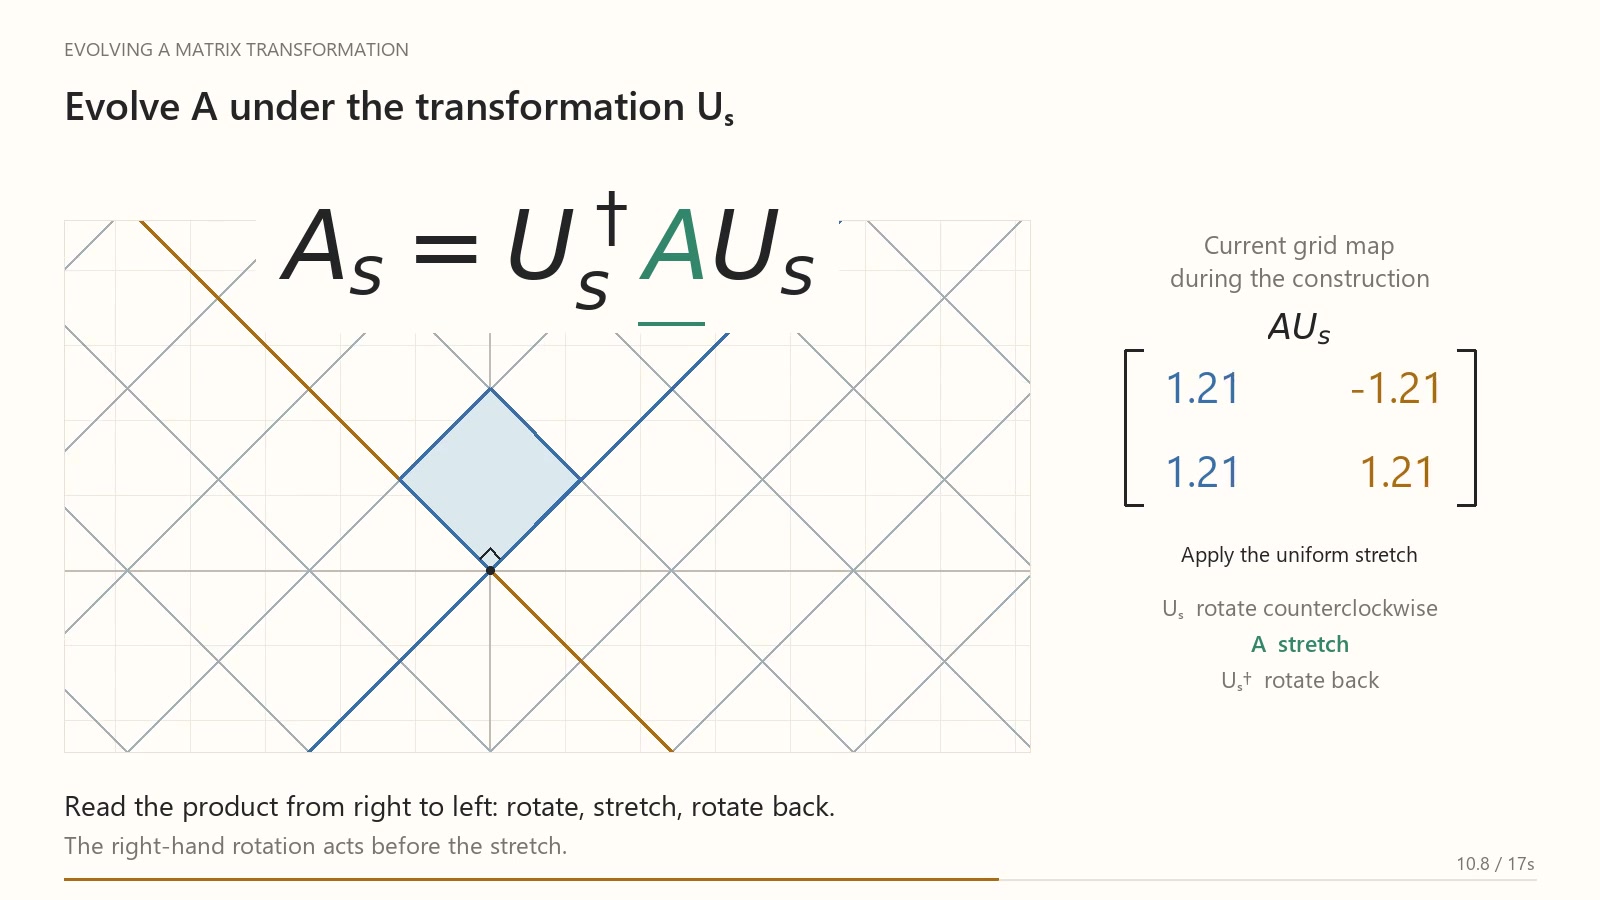 EVOLVING A MATRIX TRANSFORMATION
Evolve A under the transformation Uₛ
Aₛ = Uₛ†AUₛ
Current grid map
during the construction
AUₛ
1.21 -1.21
1.21 1.21
Apply the uniform stretch
Uₛ rotate counterclockwise
A stretch
Uₛ† rotate back
Read the product from right to left: rotate, stretch, rotate back.
The right-hand rotation acts before the stretch.
10.8 / 17s